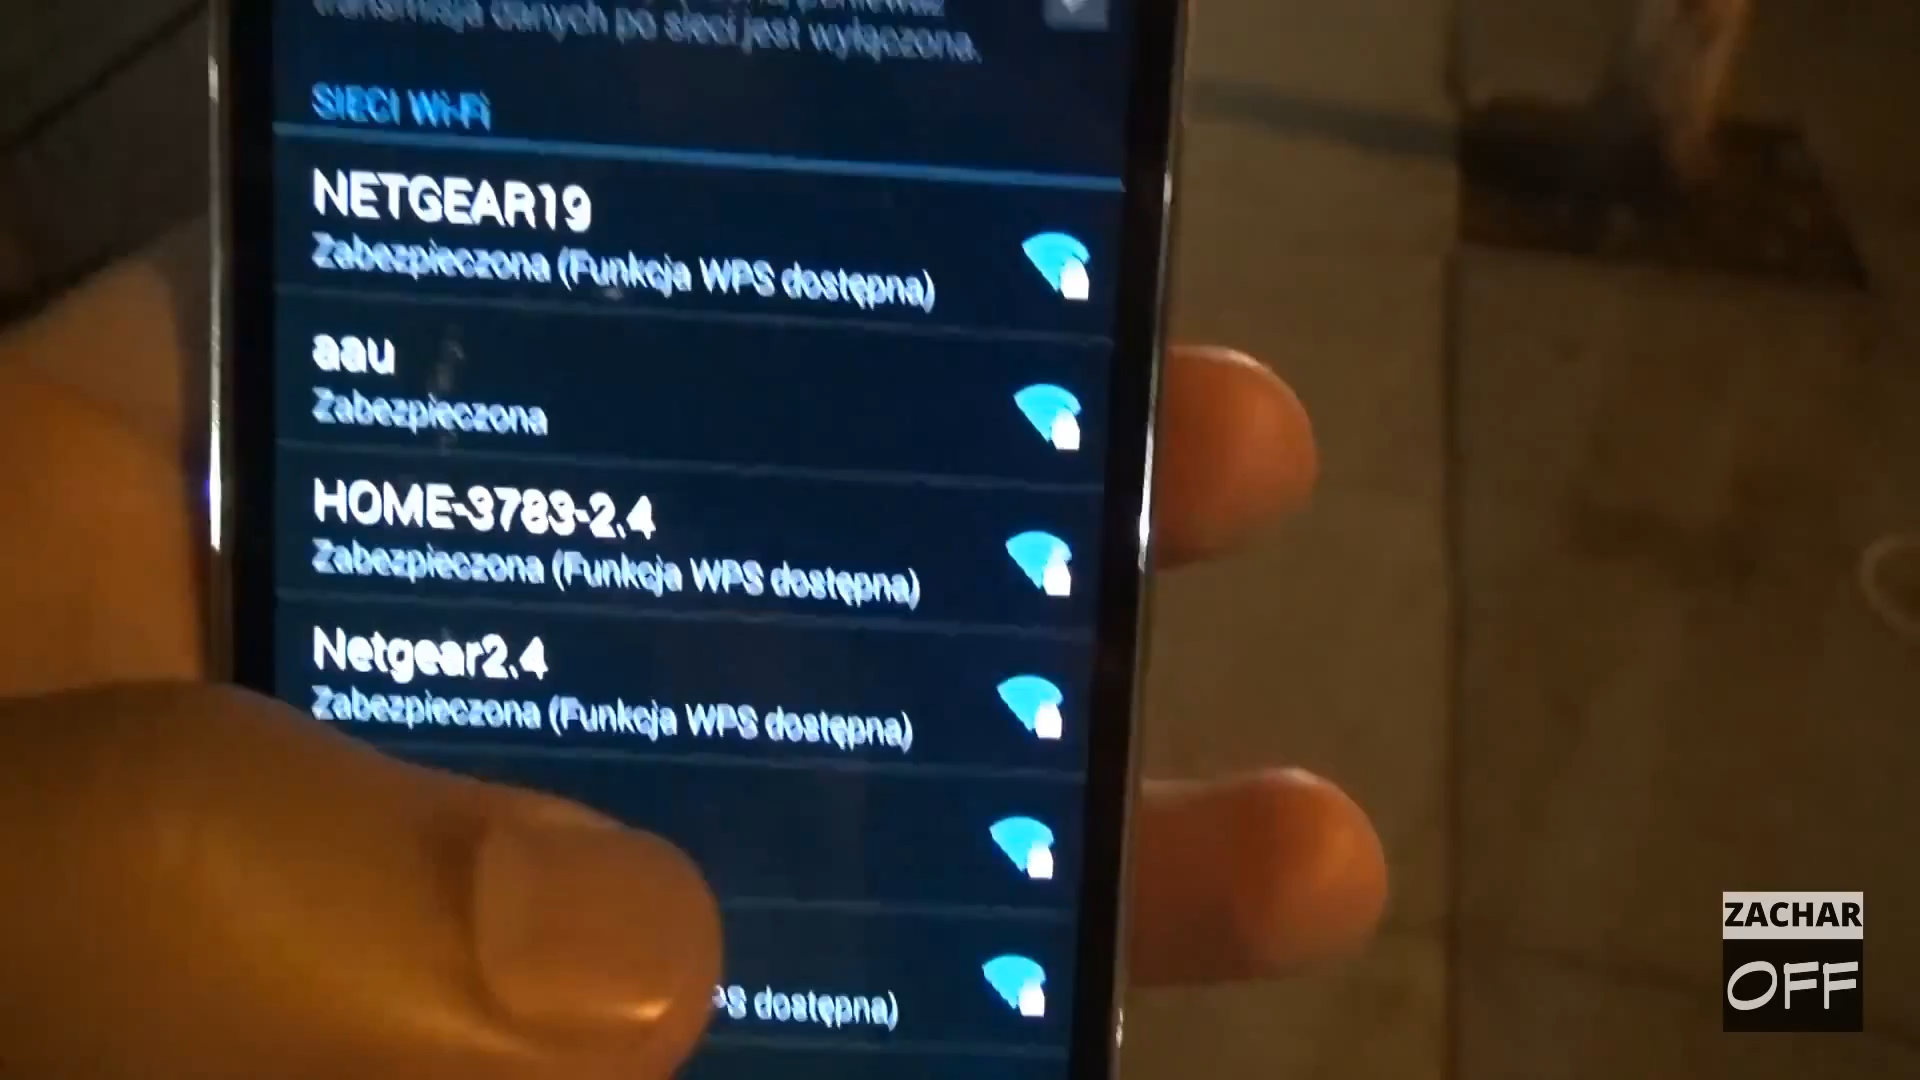 transmisja danych po sieci jest wyłączona.
SIECI Wi-Fi
NETGEAR19
Zabezpieczona (Funkcja WPS dostępna)
aau
Zabezpieczona
HOME-3783-2.4
Zabezpieczona (Funkcja WPS dostępna)
Netgear2.4
Zabezpieczona (Funkcja WPS dostępna)
dostępna)
ZACHAR
OFF